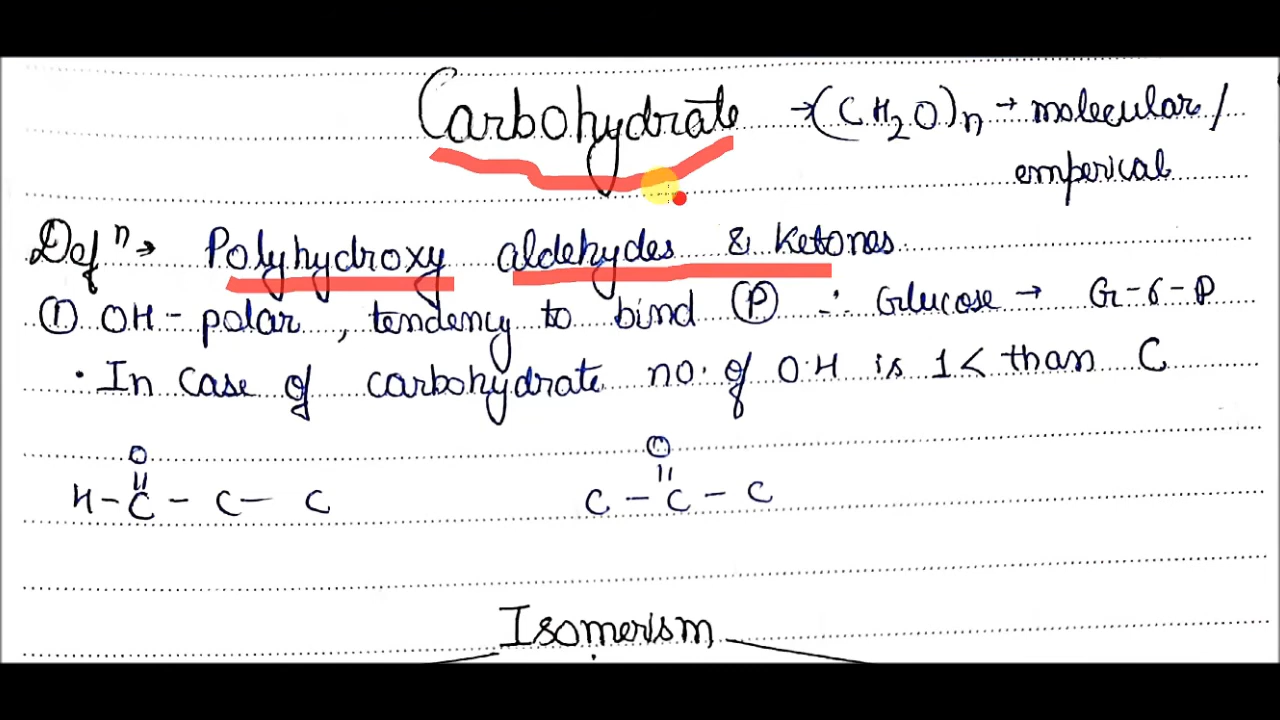 Carbohydrate → (CH₂O)n → molecular/
emperical
Defⁿ → Polyhydroxy aldehydes & Ketones.
① OH - polar, tendency to bind Ⓟ ∴ Glucose → G-6-P
· In case of carbohydrate no. of OH is 1< than C
O
H - C - C - C
O
C - C - C
Isomerism